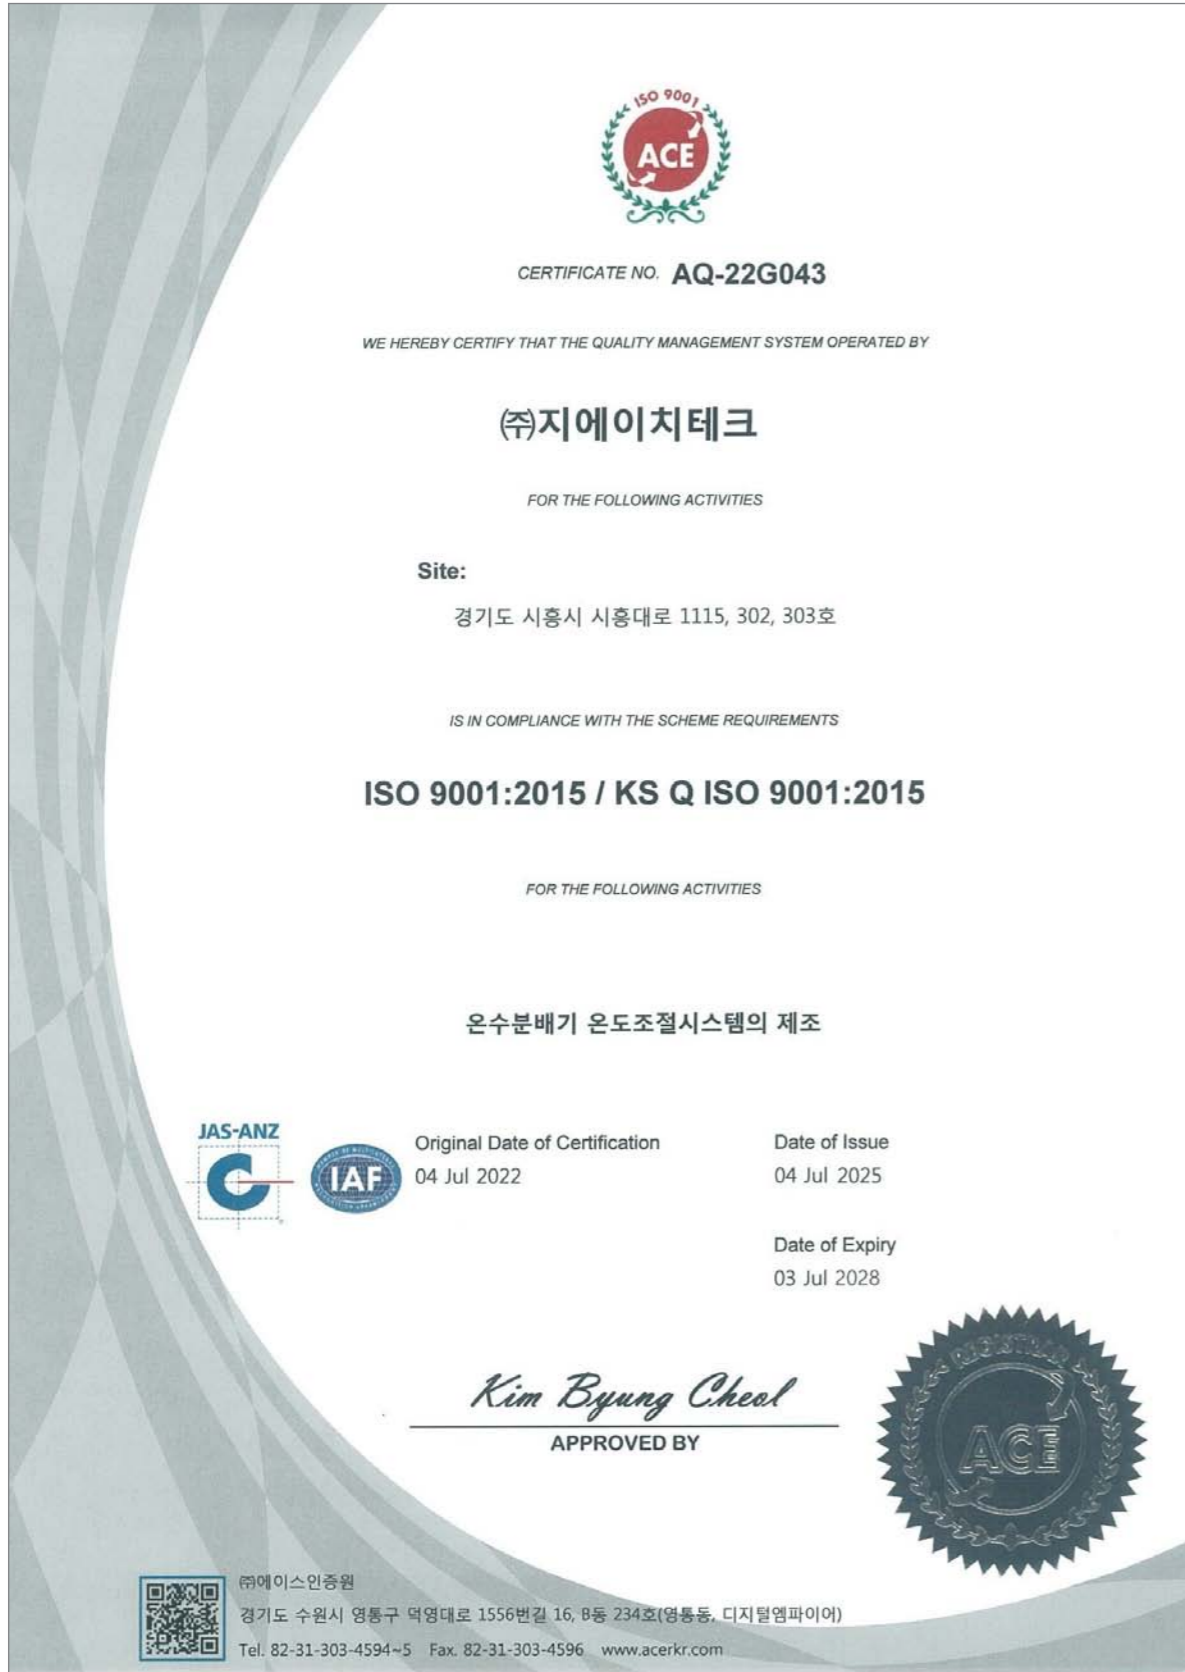 ISO 9001
ACE
CERTIFICATE NO. AQ-22G043
WE HEREBY CERTIFY THAT THE QUALITY MANAGEMENT SYSTEM OPERATED BY
㈜지에이치테크
FOR THE FOLLOWING ACTIVITIES
Site:
경기도 시흥시 시흥대로 1115, 302, 303호
IS IN COMPLIANCE WITH THE SCHEME REQUIREMENTS
ISO 9001:2015 / KS Q ISO 9001:2015
FOR THE FOLLOWING ACTIVITIES
온수분배기 온도조절시스템의 제조
JAS-ANZ
IAF
Original Date of Certification
04 Jul 2022
Date of Issue
04 Jul 2025
Date of Expiry
03 Jul 2028
Kim Byung Cheol
APPROVED BY
REGISTRAR
ACE
㈜에이스인증원
경기도 수원시 영통구 덕영대로 1556번길 16, B동 234호(영통동, 디지털엠파이어)
Tel. 82-31-303-4594~5 Fax. 82-31-303-4596 www.acerkr.com